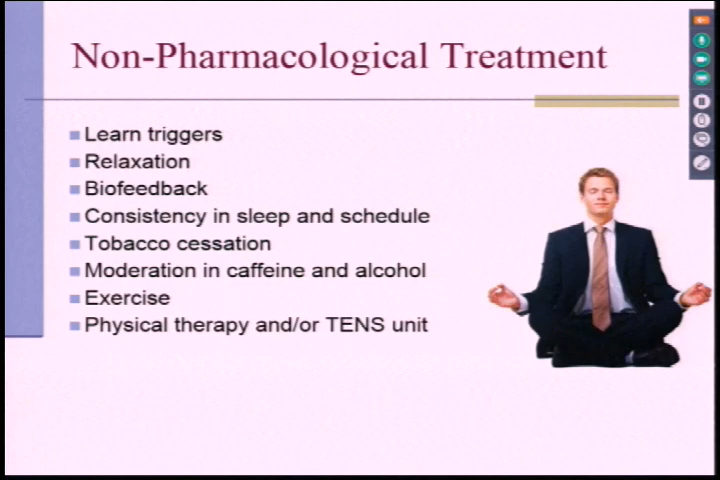 Non-Pharmacological Treatment
Learn triggers
Relaxation
Biofeedback
Consistency in sleep and schedule
Tobacco cessation
Moderation in caffeine and alcohol
Exercise
Physical therapy and/or TENS unit